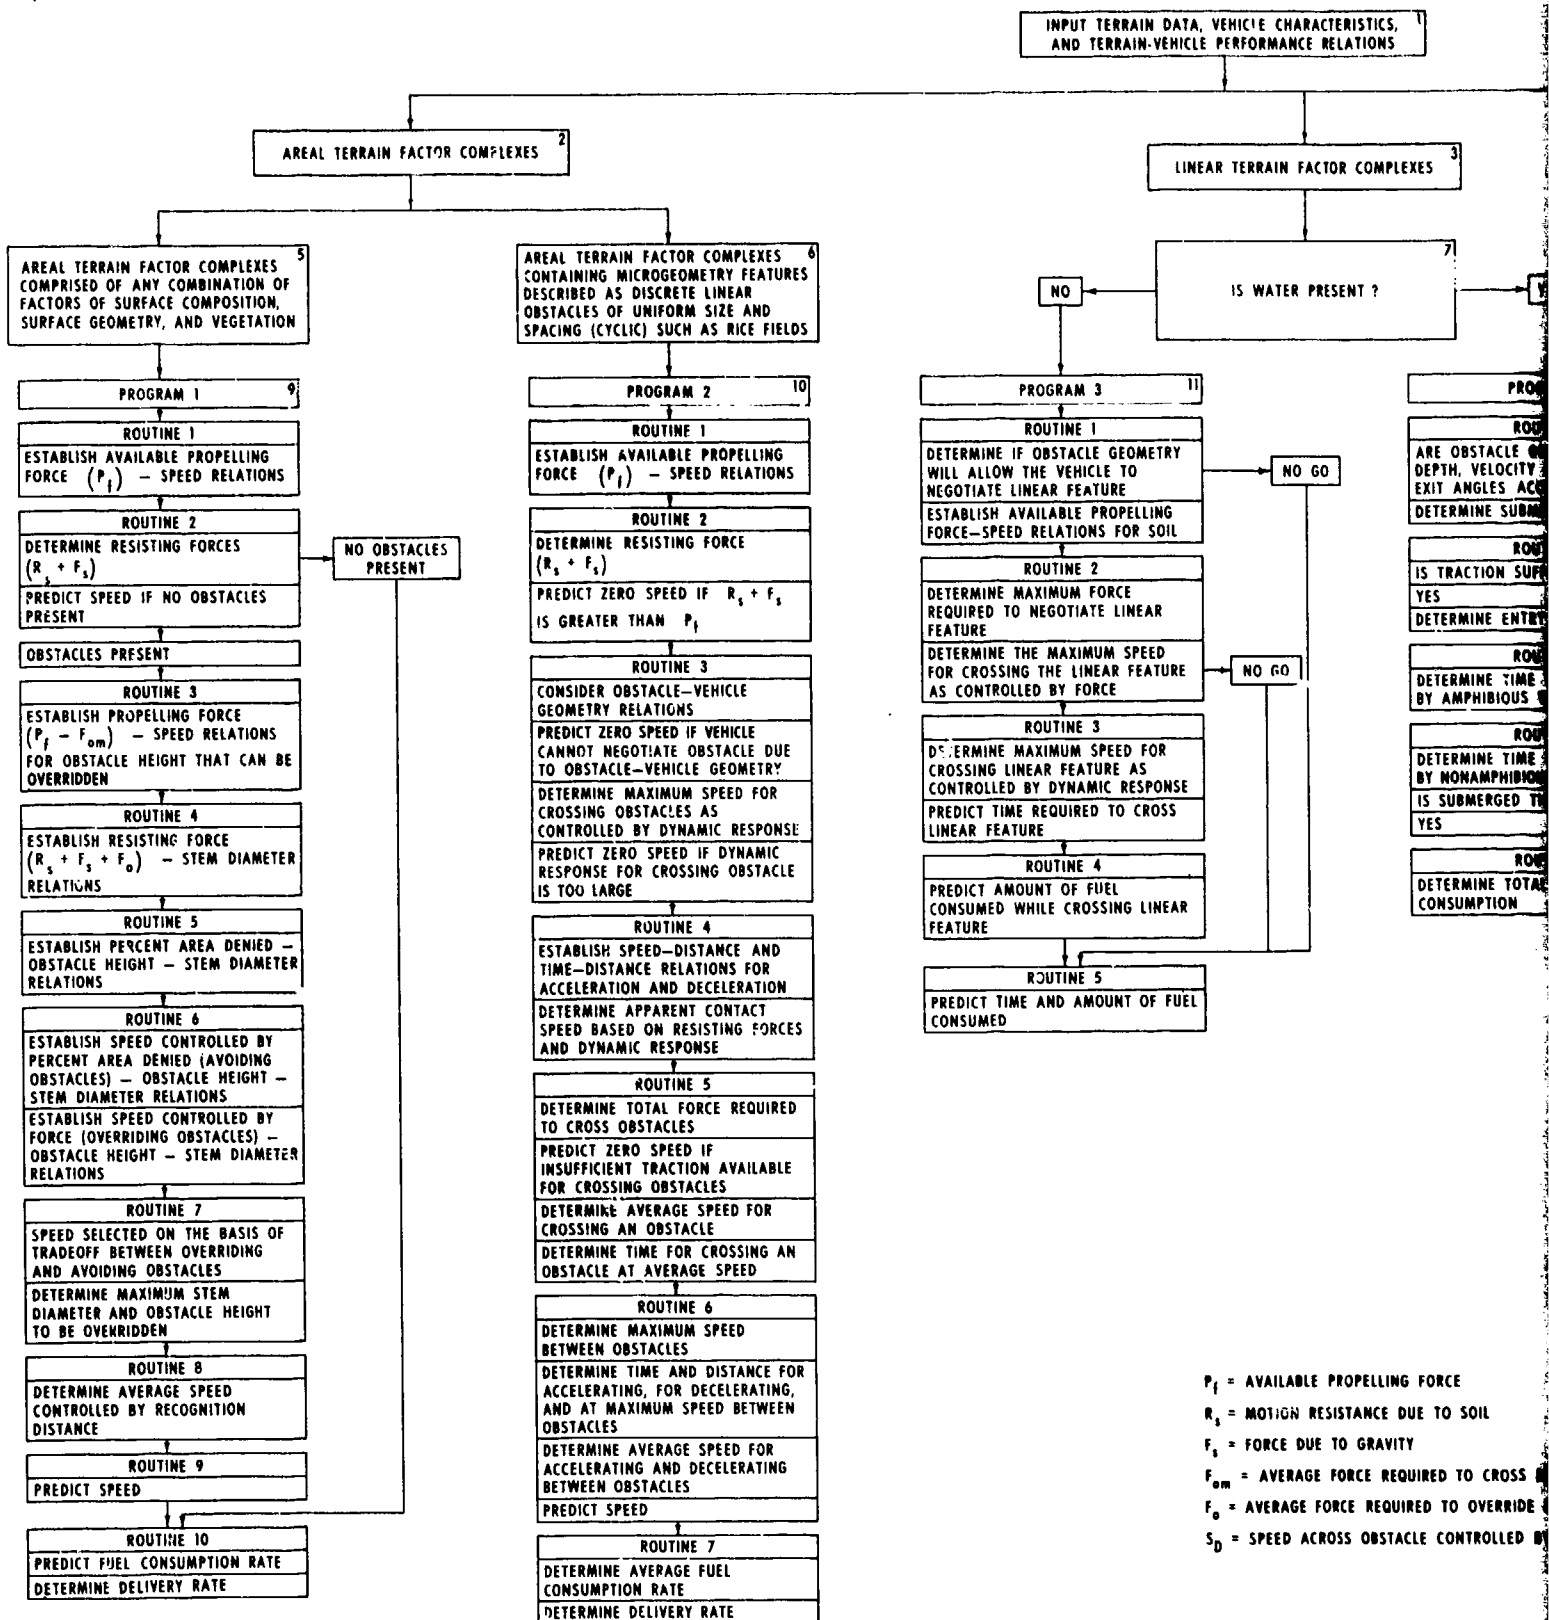 INPUT TERRAIN DATA, VEHICLE CHARACTERISTICS,
AND TERRAIN-VEHICLE PERFORMANCE RELATIONS
1
AREAL TERRAIN FACTOR COMPLEXES
2
LINEAR TERRAIN FACTOR COMPLEXES
3
AREAL TERRAIN FACTOR COMPLEXES
COMPRISED OF ANY COMBINATION OF
FACTORS OF SURFACE COMPOSITION,
SURFACE GEOMETRY, AND VEGETATION
5
AREAL TERRAIN FACTOR COMPLEXES
CONTAINING MICROGEOMETRY FEATURES
DESCRIBED AS DISCRETE LINEAR
OBSTACLES OF UNIFORM SIZE AND
SPACING (CYCLIC) SUCH AS RICE FIELDS
6
IS WATER PRESENT ?
7
NO
PROGRAM 1
9
ROUTINE 1
ESTABLISH AVAILABLE PROPELLING
FORCE (Pf) – SPEED RELATIONS
ROUTINE 2
DETERMINE RESISTING FORCES
(Rs + Fs)
PREDICT SPEED IF NO OBSTACLES
PRESENT
NO OBSTACLES
PRESENT
OBSTACLES PRESENT
ROUTINE 3
ESTABLISH PROPELLING FORCE
(Pf – Fom) – SPEED RELATIONS
FOR OBSTACLE HEIGHT THAT CAN BE
OVERRIDDEN
ROUTINE 4
ESTABLISH RESISTING FORCE
(Rs + Fs + Fo) – STEM DIAMETER
RELATIONS
ROUTINE 5
ESTABLISH PERCENT AREA DENIED –
OBSTACLE HEIGHT – STEM DIAMETER
RELATIONS
ROUTINE 6
ESTABLISH SPEED CONTROLLED BY
PERCENT AREA DENIED (AVOIDING
OBSTACLES) – OBSTACLE HEIGHT –
STEM DIAMETER RELATIONS
ESTABLISH SPEED CONTROLLED BY
FORCE (OVERRIDING OBSTACLES) –
OBSTACLE HEIGHT – STEM DIAMETER
RELATIONS
ROUTINE 7
SPEED SELECTED ON THE BASIS OF
TRADEOFF BETWEEN OVERRIDING
AND AVOIDING OBSTACLES
DETERMINE MAXIMUM STEM
DIAMETER AND OBSTACLE HEIGHT
TO BE OVERRIDDEN
ROUTINE 8
DETERMINE AVERAGE SPEED
CONTROLLED BY RECOGNITION
DISTANCE
ROUTINE 9
PREDICT SPEED
ROUTINE 10
PREDICT FUEL CONSUMPTION RATE
DETERMINE DELIVERY RATE
PROGRAM 2
10
ROUTINE 1
ESTABLISH AVAILABLE PROPELLING
FORCE (Pf) – SPEED RELATIONS
ROUTINE 2
DETERMINE RESISTING FORCE
(Rs + Fs)
PREDICT ZERO SPEED IF Rs + Fs
IS GREATER THAN Pf
ROUTINE 3
CONSIDER OBSTACLE–VEHICLE
GEOMETRY RELATIONS
PREDICT ZERO SPEED IF VEHICLE
CANNOT NEGOTIATE OBSTACLE DUE
TO OBSTACLE–VEHICLE GEOMETRY
DETERMINE MAXIMUM SPEED FOR
CROSSING OBSTACLES AS
CONTROLLED BY DYNAMIC RESPONSE
PREDICT ZERO SPEED IF DYNAMIC
RESPONSE FOR CROSSING OBSTACLE
IS TOO LARGE
ROUTINE 4
ESTABLISH SPEED–DISTANCE AND
TIME–DISTANCE RELATIONS FOR
ACCELERATION AND DECELERATION
DETERMINE APPARENT CONTACT
SPEED BASED ON RESISTING FORCES
AND DYNAMIC RESPONSE
ROUTINE 5
DETERMINE TOTAL FORCE REQUIRED
TO CROSS OBSTACLES
PREDICT ZERO SPEED IF
INSUFFICIENT TRACTION AVAILABLE
FOR CROSSING OBSTACLES
DETERMINE AVERAGE SPEED FOR
CROSSING AN OBSTACLE
DETERMINE TIME FOR CROSSING AN
OBSTACLE AT AVERAGE SPEED
ROUTINE 6
DETERMINE MAXIMUM SPEED
BETWEEN OBSTACLES
DETERMINE TIME AND DISTANCE FOR
ACCELERATING, FOR DECELERATING,
AND AT MAXIMUM SPEED BETWEEN
OBSTACLES
DETERMINE AVERAGE SPEED FOR
ACCELERATING AND DECELERATING
BETWEEN OBSTACLES
PREDICT SPEED
ROUTINE 7
DETERMINE AVERAGE FUEL
CONSUMPTION RATE
DETERMINE DELIVERY RATE
PROGRAM 3
11
ROUTINE 1
DETERMINE IF OBSTACLE GEOMETRY
WILL ALLOW THE VEHICLE TO
NEGOTIATE LINEAR FEATURE
ESTABLISH AVAILABLE PROPELLING
FORCE–SPEED RELATIONS FOR SOIL
NO GO
ROUTINE 2
DETERMINE MAXIMUM FORCE
REQUIRED TO NEGOTIATE LINEAR
FEATURE
DETERMINE THE MAXIMUM SPEED
FOR CROSSING THE LINEAR FEATURE
AS CONTROLLED BY FORCE
NO GO
ROUTINE 3
DETERMINE MAXIMUM SPEED FOR
CROSSING LINEAR FEATURE AS
CONTROLLED BY DYNAMIC RESPONSE
PREDICT TIME REQUIRED TO CROSS
LINEAR FEATURE
ROUTINE 4
PREDICT AMOUNT OF FUEL
CONSUMED WHILE CROSSING LINEAR
FEATURE
ROUTINE 5
PREDICT TIME AND AMOUNT OF FUEL
CONSUMED
ARE OBSTACLE
DEPTH, VELOCITY
EXIT ANGLES
DETERMINE
IS TRACTION
YES
DETERMINE
DETERMINE TIME
BY AMPHIBIOUS
DETERMINE TIME
BY
IS SUBMERGED
YES
DETERMINE
CONSUMPTION
Pf = AVAILABLE PROPELLING FORCE
Rs = MOTION RESISTANCE DUE TO SOIL
Fs = FORCE DUE TO GRAVITY
Fom = AVERAGE FORCE REQUIRED TO CROSS
Fo = AVERAGE FORCE REQUIRED TO OVERRIDE
SD = SPEED ACROSS OBSTACLE CONTROLLED